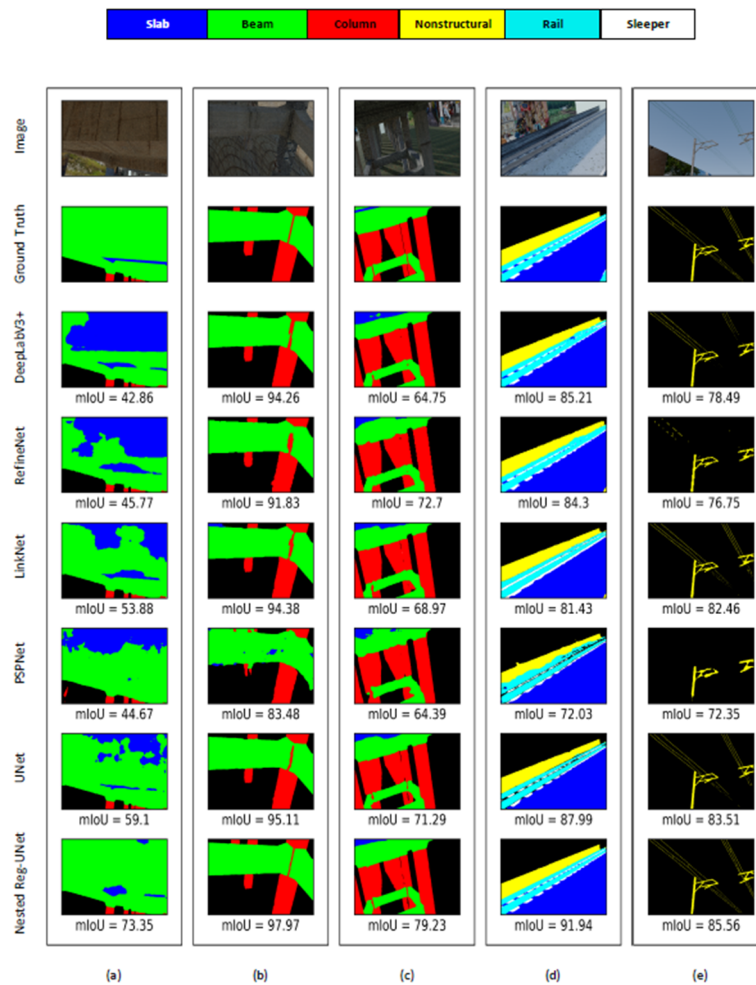 Slab Beam Column Nonstructural Rail Sleeper
Image
Ground Truth
DeepLabV3+
mIoU = 42.86 mIoU = 94.26 mIoU = 64.75 mIoU = 85.21 mIoU = 78.49
RefineNet
mIoU = 45.77 mIoU = 91.83 mIoU = 72.7 mIoU = 84.3 mIoU = 76.75
LinkNet
mIoU = 53.88 mIoU = 94.38 mIoU = 68.97 mIoU = 81.43 mIoU = 82.46
PSPNet
mIoU = 44.67 mIoU = 83.48 mIoU = 64.39 mIoU = 72.03 mIoU = 72.35
UNet
mIoU = 59.1 mIoU = 95.11 mIoU = 71.29 mIoU = 87.99 mIoU = 83.51
Nested Reg-UNet
mIoU = 73.35 mIoU = 97.97 mIoU = 79.23 mIoU = 91.94 mIoU = 85.56
(a) (b) (c) (d) (e)